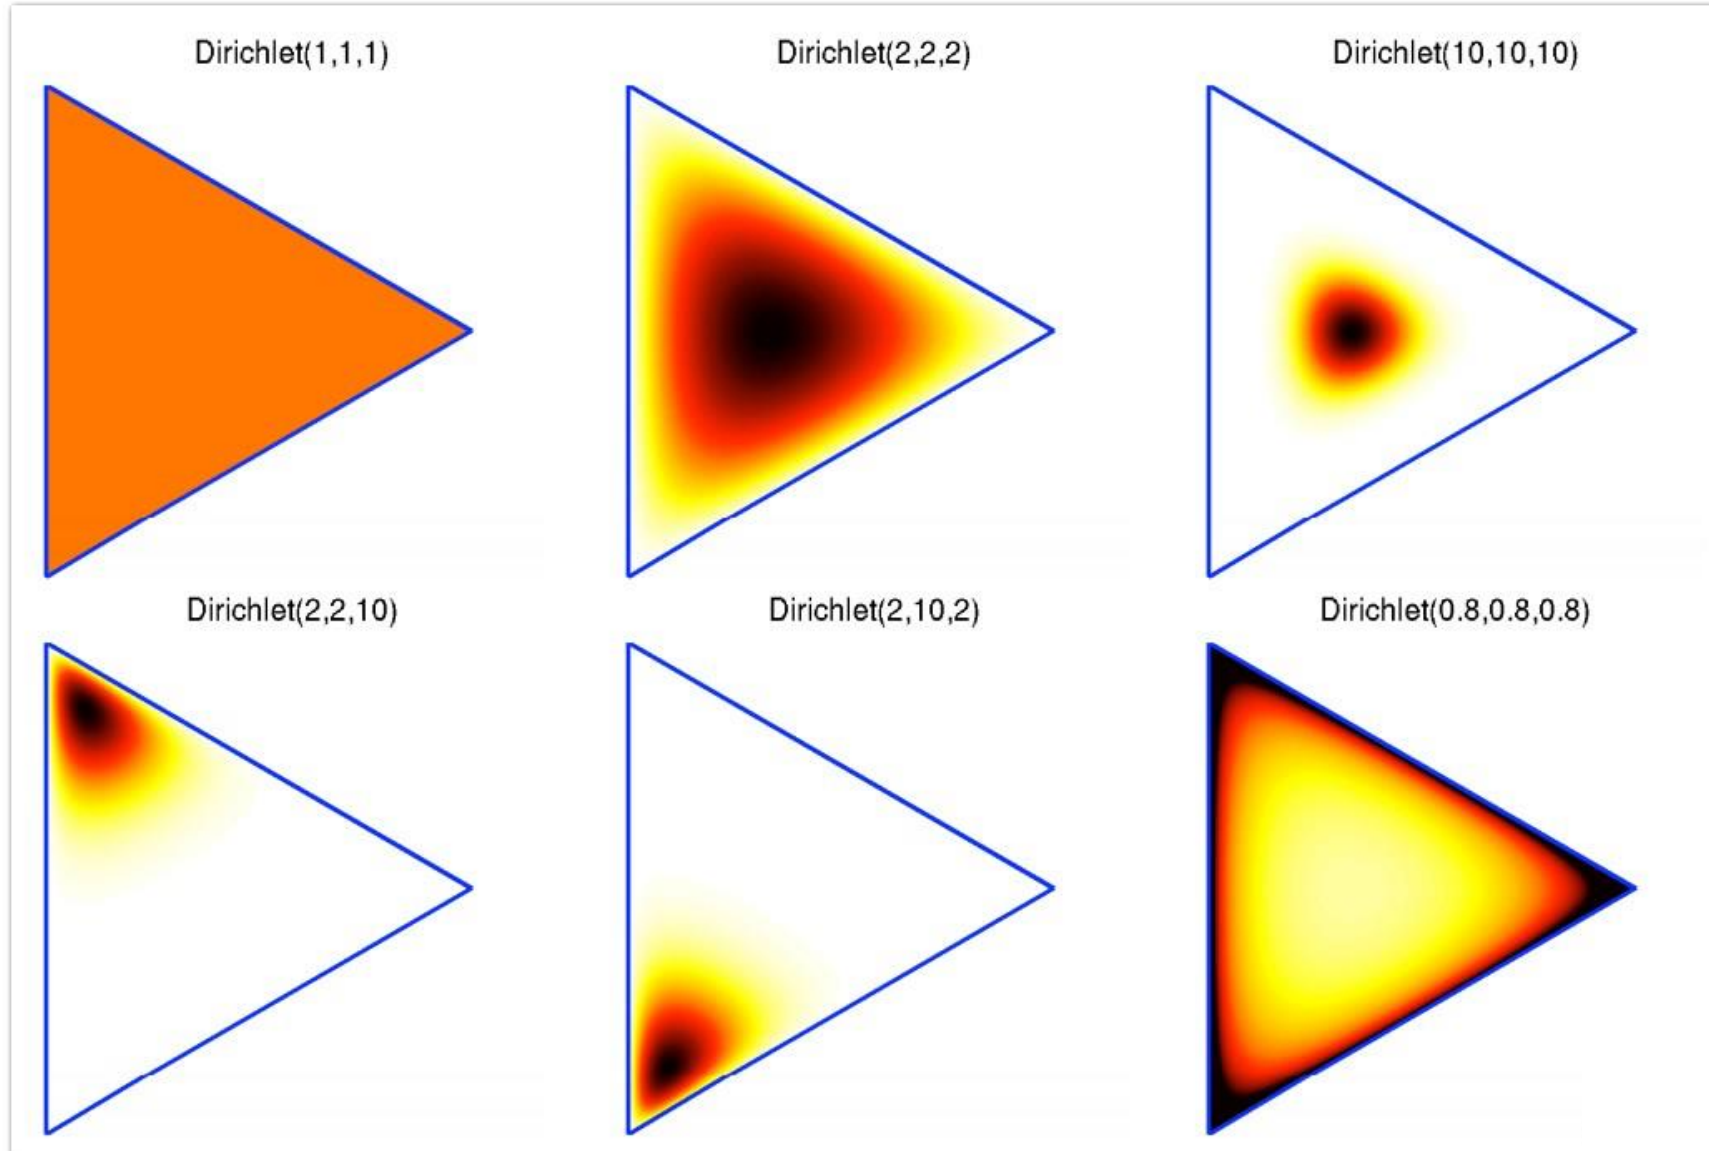 Dirichlet(1,1,1)
Dirichlet(2,2,2)
Dirichlet(10,10,10)
Dirichlet(2,2,10)
Dirichlet(2,10,2)
Dirichlet(0.8,0.8,0.8)